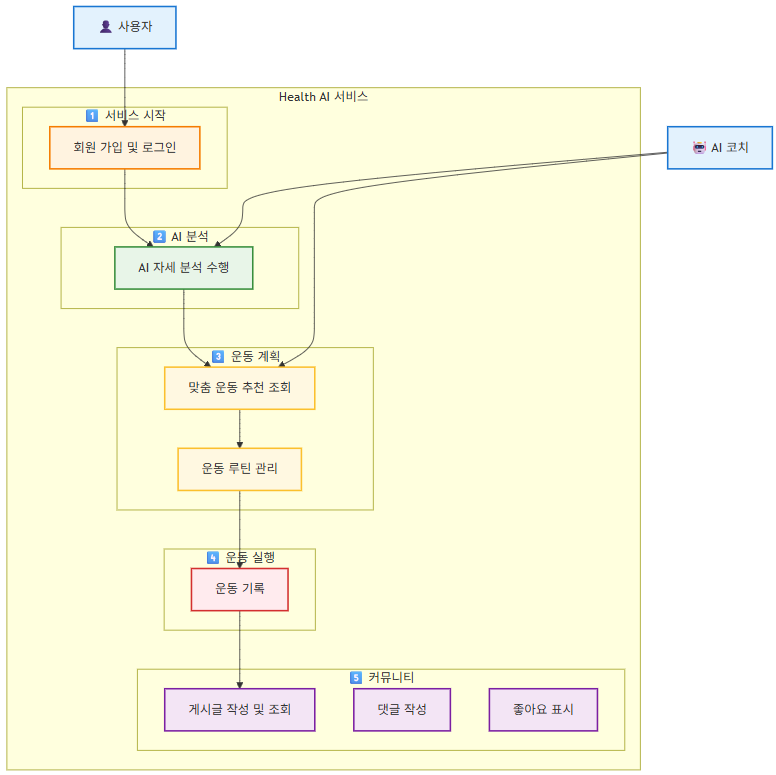 👤 사용자
Health AI 서비스
1️⃣ 서비스 시작
회원 가입 및 로그인
🤖 AI 코치
2️⃣ AI 분석
AI 자세 분석 수행
3️⃣ 운동 계획
맞춤 운동 추천 조회
운동 루틴 관리
4️⃣ 운동 실행
운동 기록
5️⃣ 커뮤니티
게시글 작성 및 조회
댓글 작성
좋아요 표시